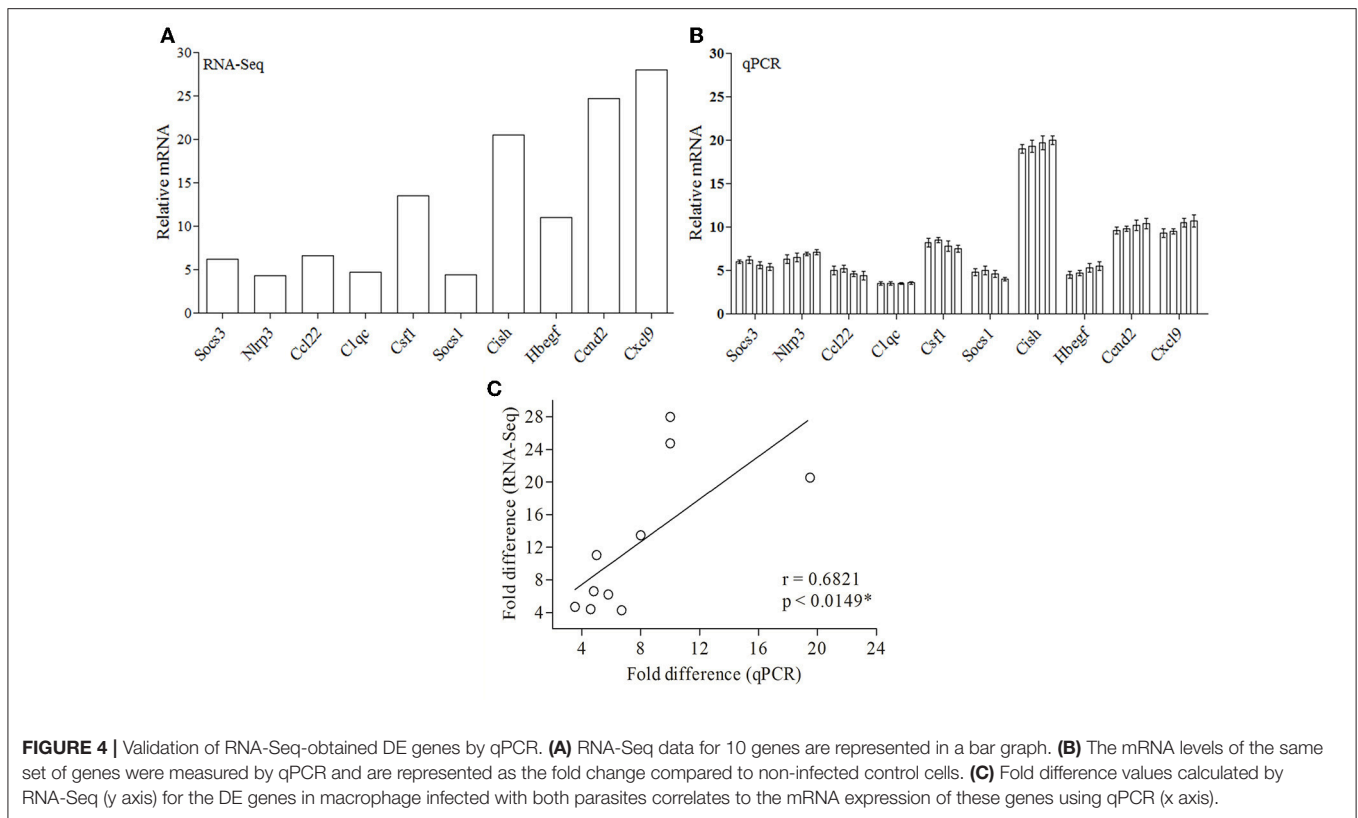 A
RNA-Seq
Relative mRNA
30
25
20
15
10
5
0
Socs3
Nlrp3
Ccl22
C1qc
Csf1
Socs1
Cish
Hbegf
Ccnd2
Cxcl9
B
qPCR
Relative mRNA
30
25
20
15
10
5
0
Socs3
Nlrp3
Ccl22
C1qc
Csf1
Socs1
Cish
Hbegf
Ccnd2
Cxcl9
C
Fold difference (RNA-Seq)
28
24
20
16
12
8
4
r = 0.6821
p < 0.0149*
4 8 12 16 20 24
Fold difference (qPCR)
FIGURE 4 | Validation of RNA-Seq-obtained DE genes by qPCR. (A) RNA-Seq data for 10 genes are represented in a bar graph. (B) The mRNA levels of the same
set of genes were measured by qPCR and are represented as the fold change compared to non-infected control cells. (C) Fold difference values calculated by
RNA-Seq (y axis) for the DE genes in macrophage infected with both parasites correlates to the mRNA expression of these genes using qPCR (x axis).